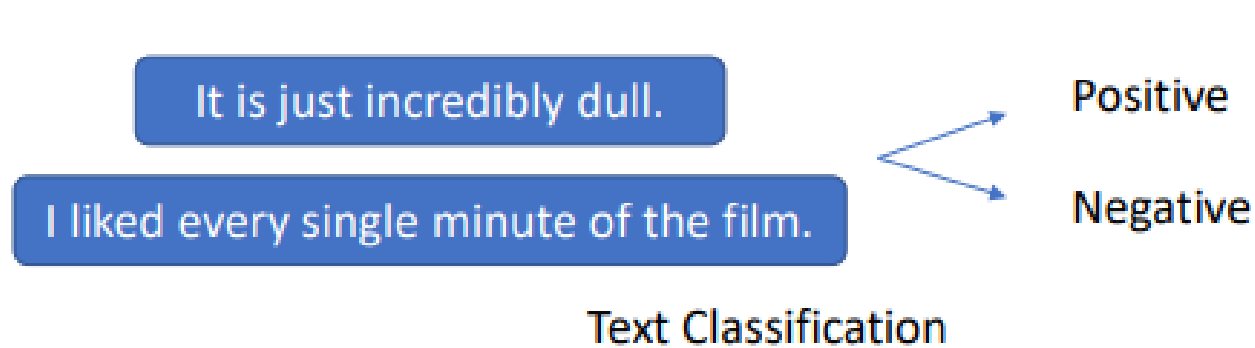 It is just incredibly dull.
Positive
I liked every single minute of the film.
Negative
Text Classification